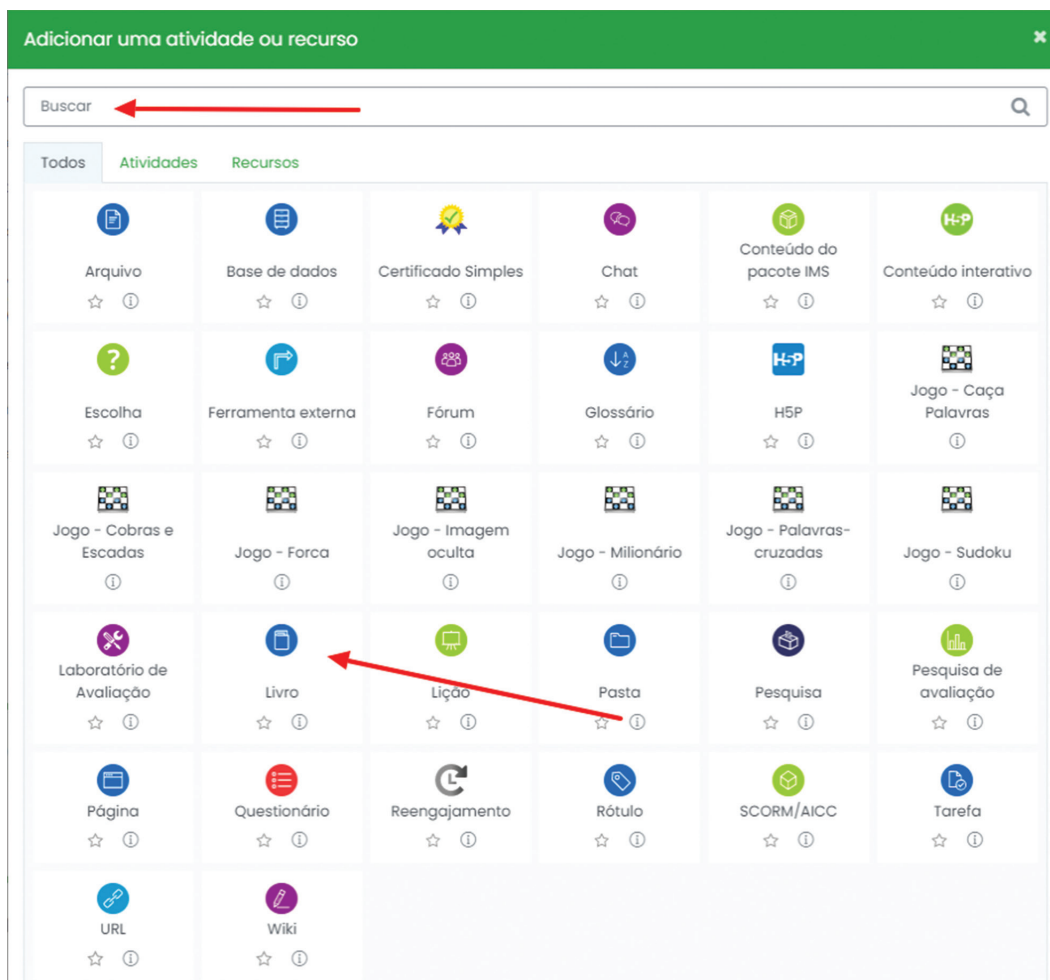 Adicionar uma atividade ou recurso
Buscar
Todos Atividades Recursos
Arquivo
Base de dados
Certificado Simples
Chat
Conteúdo do
pacote IMS
H-P
Conteúdo interativo
Escolha
Ferramenta externa
Fórum
Glossário
H-P
H5P
Jogo - Caça
Palavras
Jogo - Cobras e
Escadas
Jogo - Forca
Jogo - Imagem
oculta
Jogo - Milionário
Jogo - Palavras-
cruzadas
Jogo - Sudoku
Laboratório de
Avaliação
Livro
Lição
Pasta
Pesquisa
Pesquisa de
avaliação
Página
Questionário
Reengajamento
Rótulo
SCORM/AICC
Tarefa
URL
Wiki